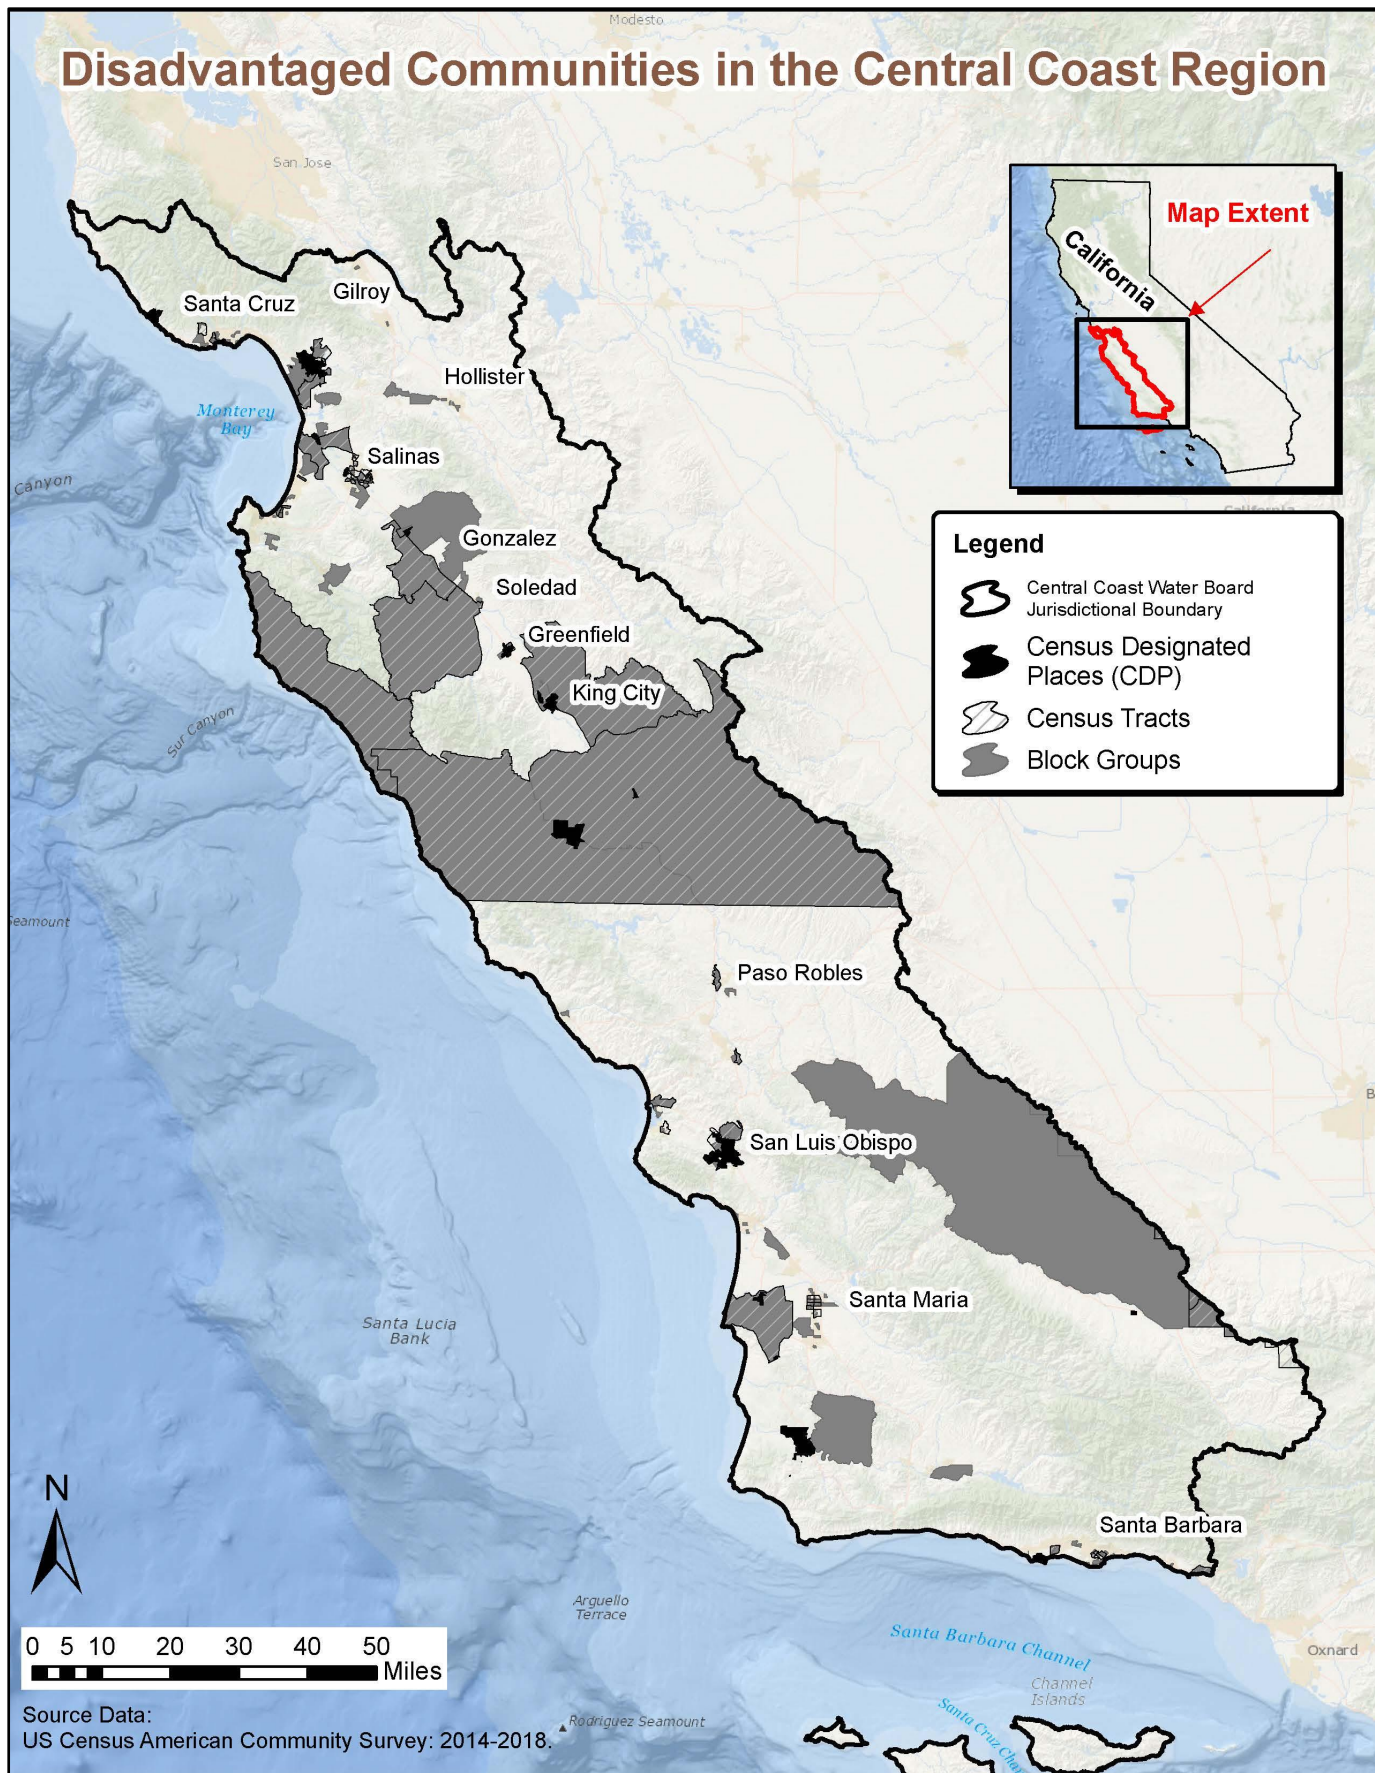 Modesto
Disadvantaged Communities in the Central Coast Region
San Jose
Map Extent
California
Santa Cruz
Gilroy
Hollister
Monterey
Bay
Salinas
Canyon
Gonzalez
Soledad
Greenfield
King City
Sur Canyon
California
Legend
Central Coast Water Board
Jurisdictional Boundary
Census Designated
Places (CDP)
Census Tracts
Block Groups
Seamount
Paso Robles
B
San Luis Obispo
Santa Maria
Santa Lucia
Bank
N
Santa Barbara
Arguello
Terrace
Santa Barbara Channel
Oxnard
Channel
Islands
0 5 10 20 30 40 50
Miles
Santa Cruz Chan
Rodriguez Seamount
Source Data:
US Census American Community Survey: 2014-2018.